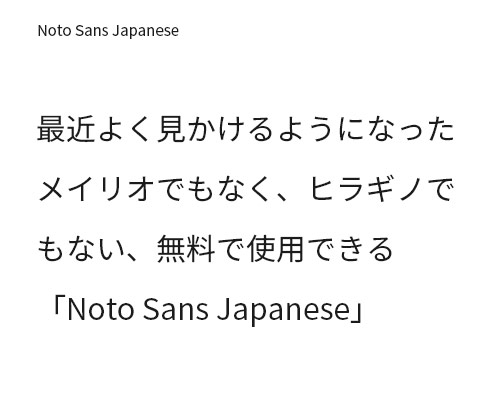 Noto Sans Japanese
最近よく見かけるようになった
メイリオでもなく、ヒラギノで
もない、無料で使用できる
「Noto Sans Japanese」